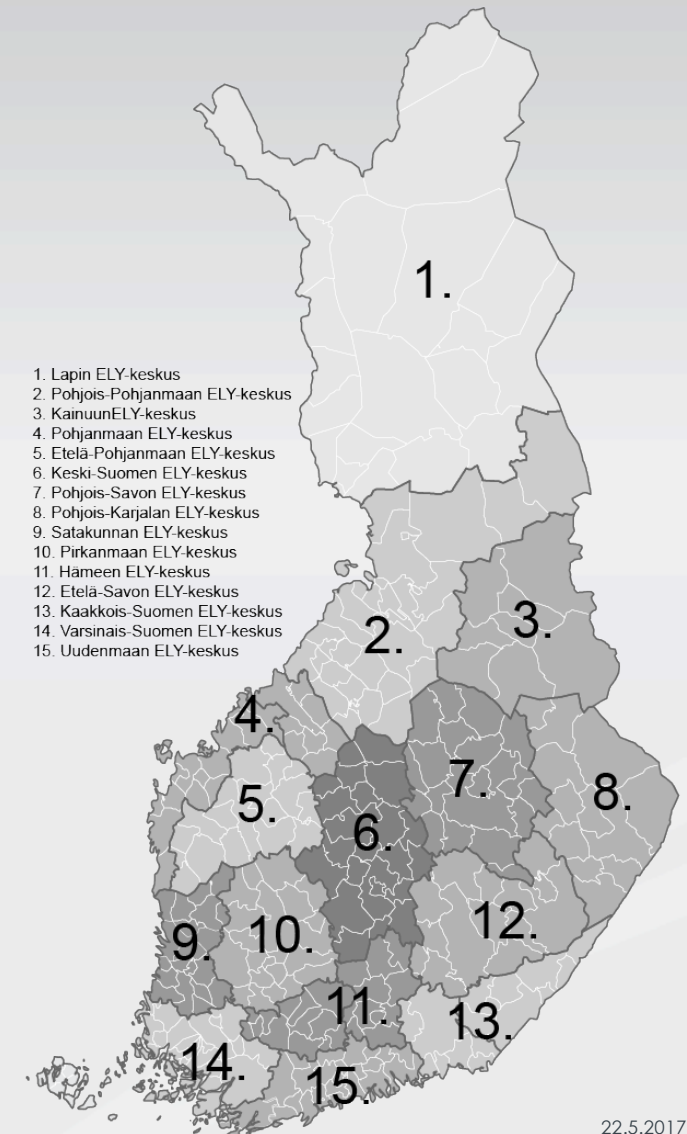 1.
1. Lapin ELY-keskus
2. Pohjois-Pohjanmaan ELY-keskus
3. KainuunELY-keskus
4. Pohjanmaan ELY-keskus
5. Etelä-Pohjanmaan ELY-keskus
6. Keski-Suomen ELY-keskus
7. Pohjois-Savon ELY-keskus
8. Pohjois-Karjalan ELY-keskus
9. Satakunnan ELY-keskus
10. Pirkanmaan ELY-keskus
11. Hämeen ELY-keskus
12. Etelä-Savon ELY-keskus
13. Kaakkois-Suomen ELY-keskus
14. Varsinais-Suomen ELY-keskus
15. Uudenmaan ELY-keskus
2.
3.
4.
5.
6.
7.
8.
9.
10.
12.
11.
13.
14.
15.
22.5.2017